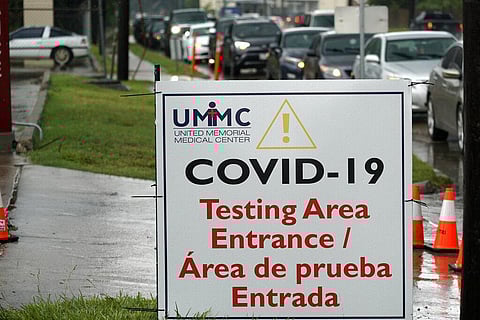 UMMC
UNITED MEMORIAL
MEDICAL CENTER
!
COVID-19
Testing Area
Entrance /
Área de prueba
Entrada